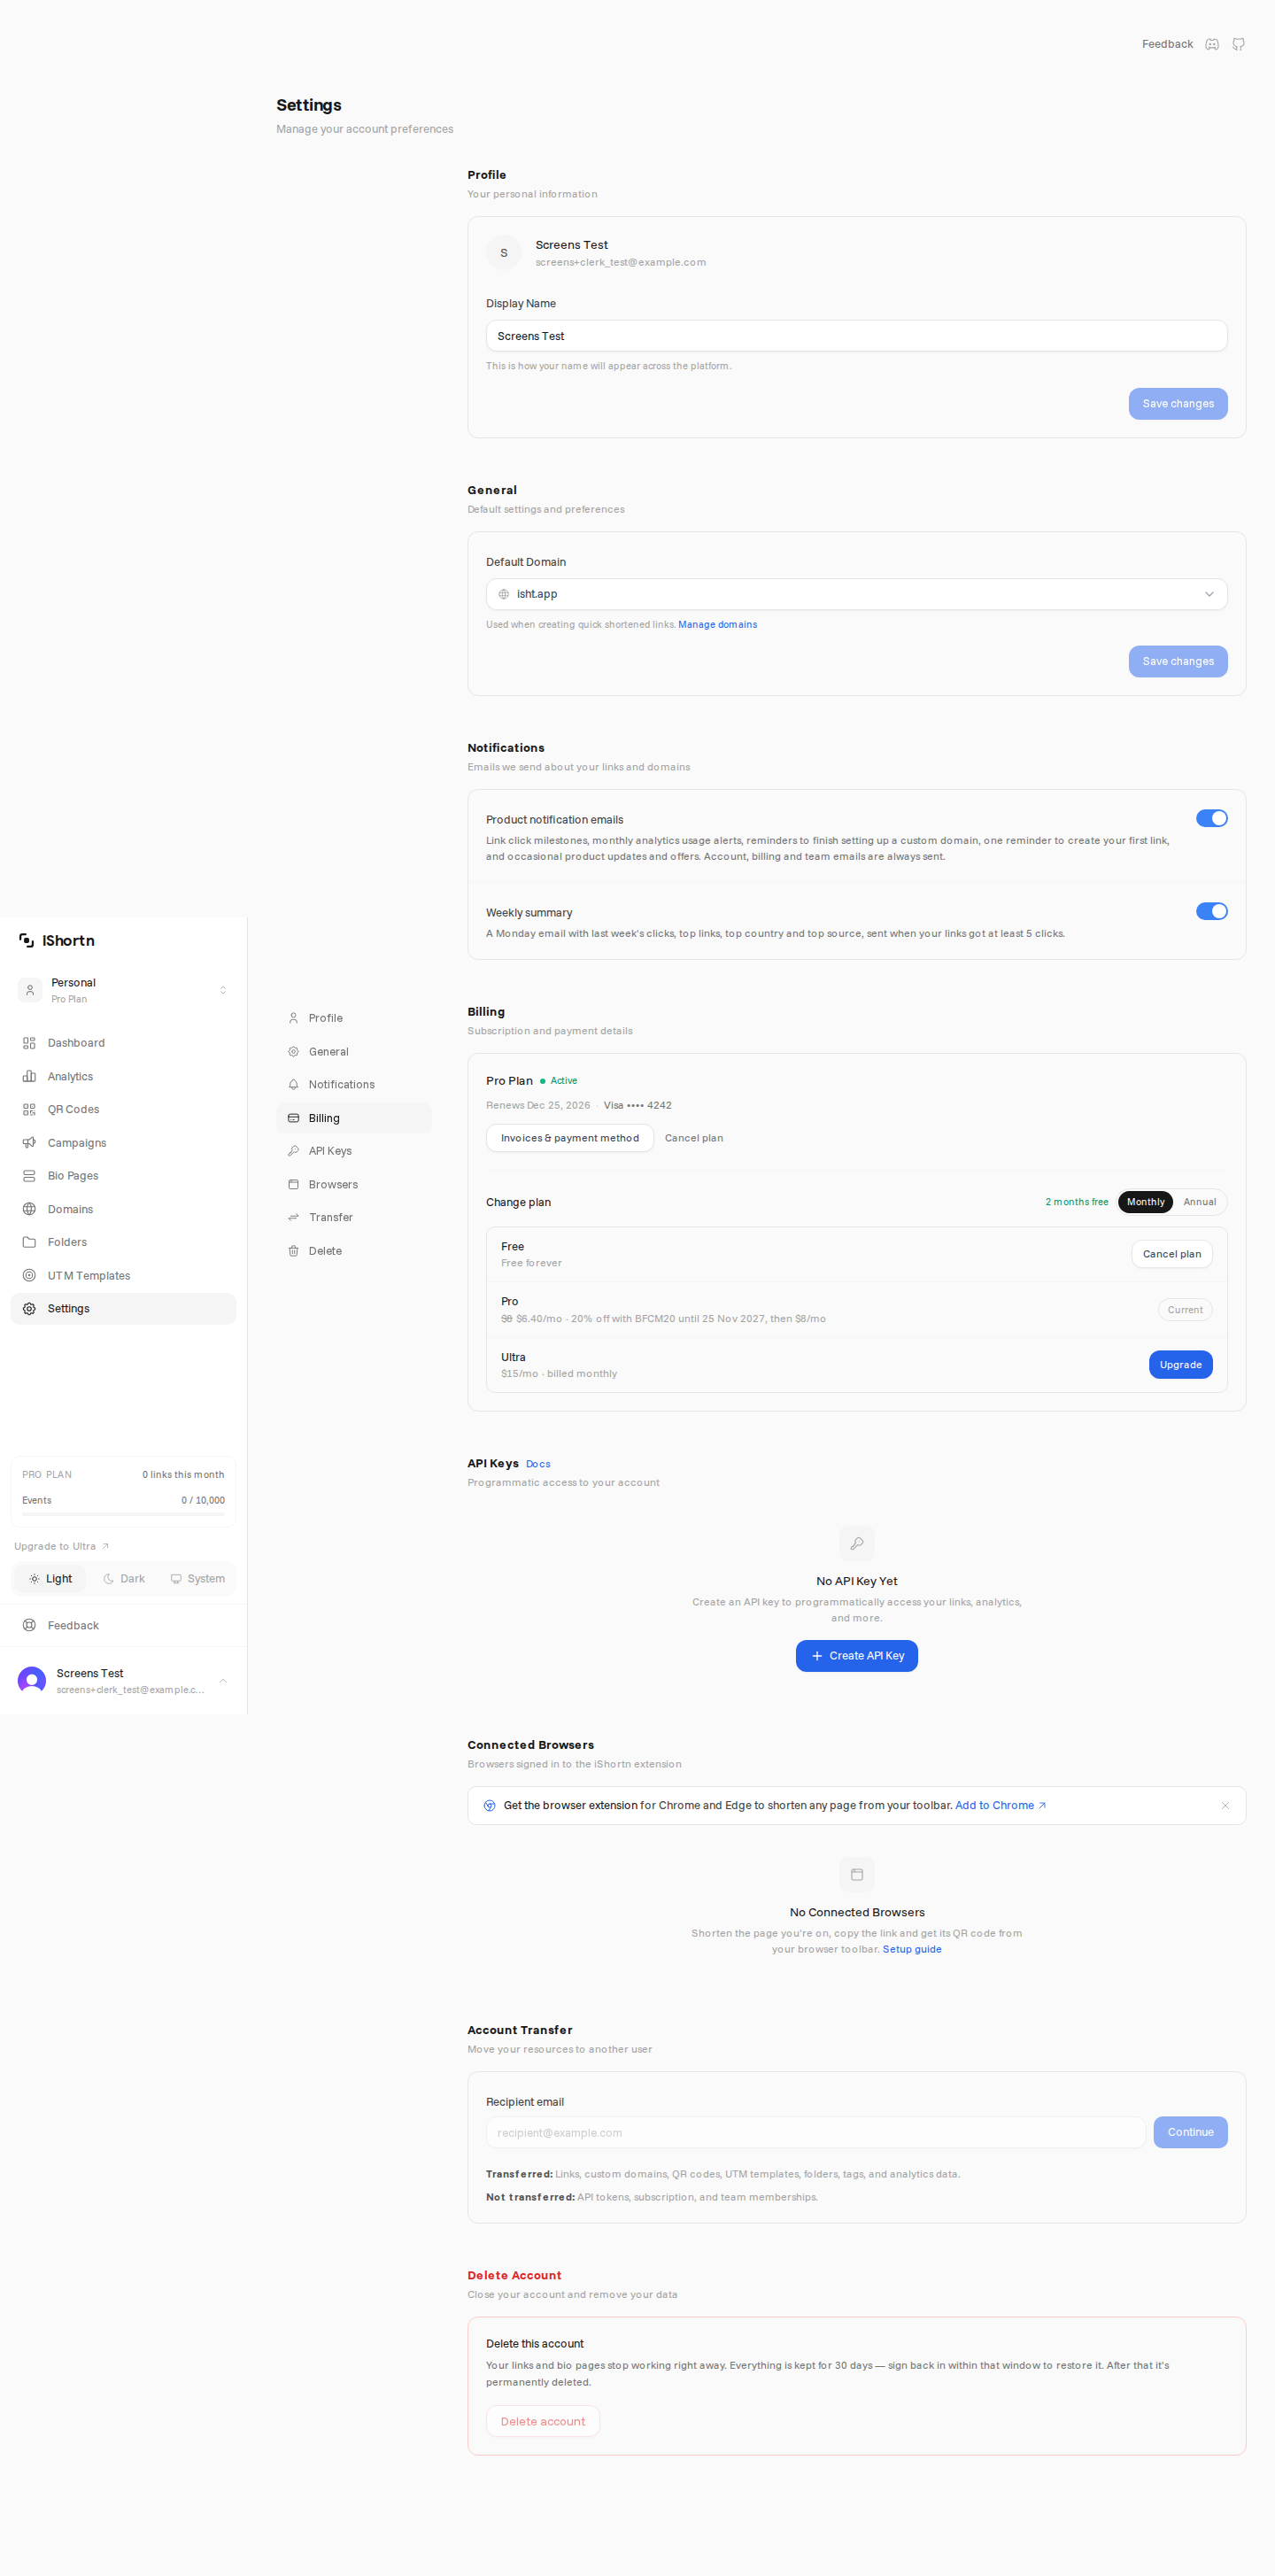 Feedback
Settings
Manage your account preferences
Profile
Your personal information
S
Screens Test
screens+clerk_test@example.com
Display Name
Screens Test
This is how your name will appear across the platform.
Save changes
General
Default settings and preferences
Default Domain
isht.app
Used when creating quick shortened links. Manage domains
Save changes
Notifications
Emails we send about your links and domains
Product notification emails
Link click milestones, monthly analytics usage alerts, reminders to finish setting up a custom domain, one reminder to create your first link,
and occasional product updates and offers. Account, billing and team emails are always sent.
Weekly summary
A Monday email with last week's clicks, top links, top country and top source, sent when your links got at least 5 clicks.
iShortn
Personal
Pro Plan
Dashboard
Analytics
QR Codes
Campaigns
Bio Pages
Domains
Folders
UTM Templates
Settings
PRO PLAN 0 links this month
Events 0 / 10,000
Upgrade to Ultra
Light Dark System
Feedback
Screens Test
screens+clerk_test@example.c...
Profile
General
Notifications
Billing
API Keys
Browsers
Transfer
Delete
Billing
Subscription and payment details
Pro Plan Active
Renews Dec 25, 2026 · Visa •••• 4242
Invoices & payment method Cancel plan
Change plan 2 months free Monthly Annual
Free
Free forever
Cancel plan
Pro
$8 $6.40/mo · 20% off with BFCM20 until 25 Nov 2027, then $8/mo
Current
Ultra
$15/mo · billed monthly
Upgrade
API Keys Docs
Programmatic access to your account
No API Key Yet
Create an API key to programmatically access your links, analytics,
and more.
Create API Key
Connected Browsers
Browsers signed in to the iShortn extension
Get the browser extension for Chrome and Edge to shorten any page from your toolbar. Add to Chrome
No Connected Browsers
Shorten the page you're on, copy the link and get its QR code from
your browser toolbar. Setup guide
Account Transfer
Move your resources to another user
Recipient email
recipient@example.com
Continue
Transferred: Links, custom domains, QR codes, UTM templates, folders, tags, and analytics data.
Not transferred: API tokens, subscription, and team memberships.
Delete Account
Close your account and remove your data
Delete this account
Your links and bio pages stop working right away. Everything is kept for 30 days — sign back in within that window to restore it. After that it's
permanently deleted.
Delete account